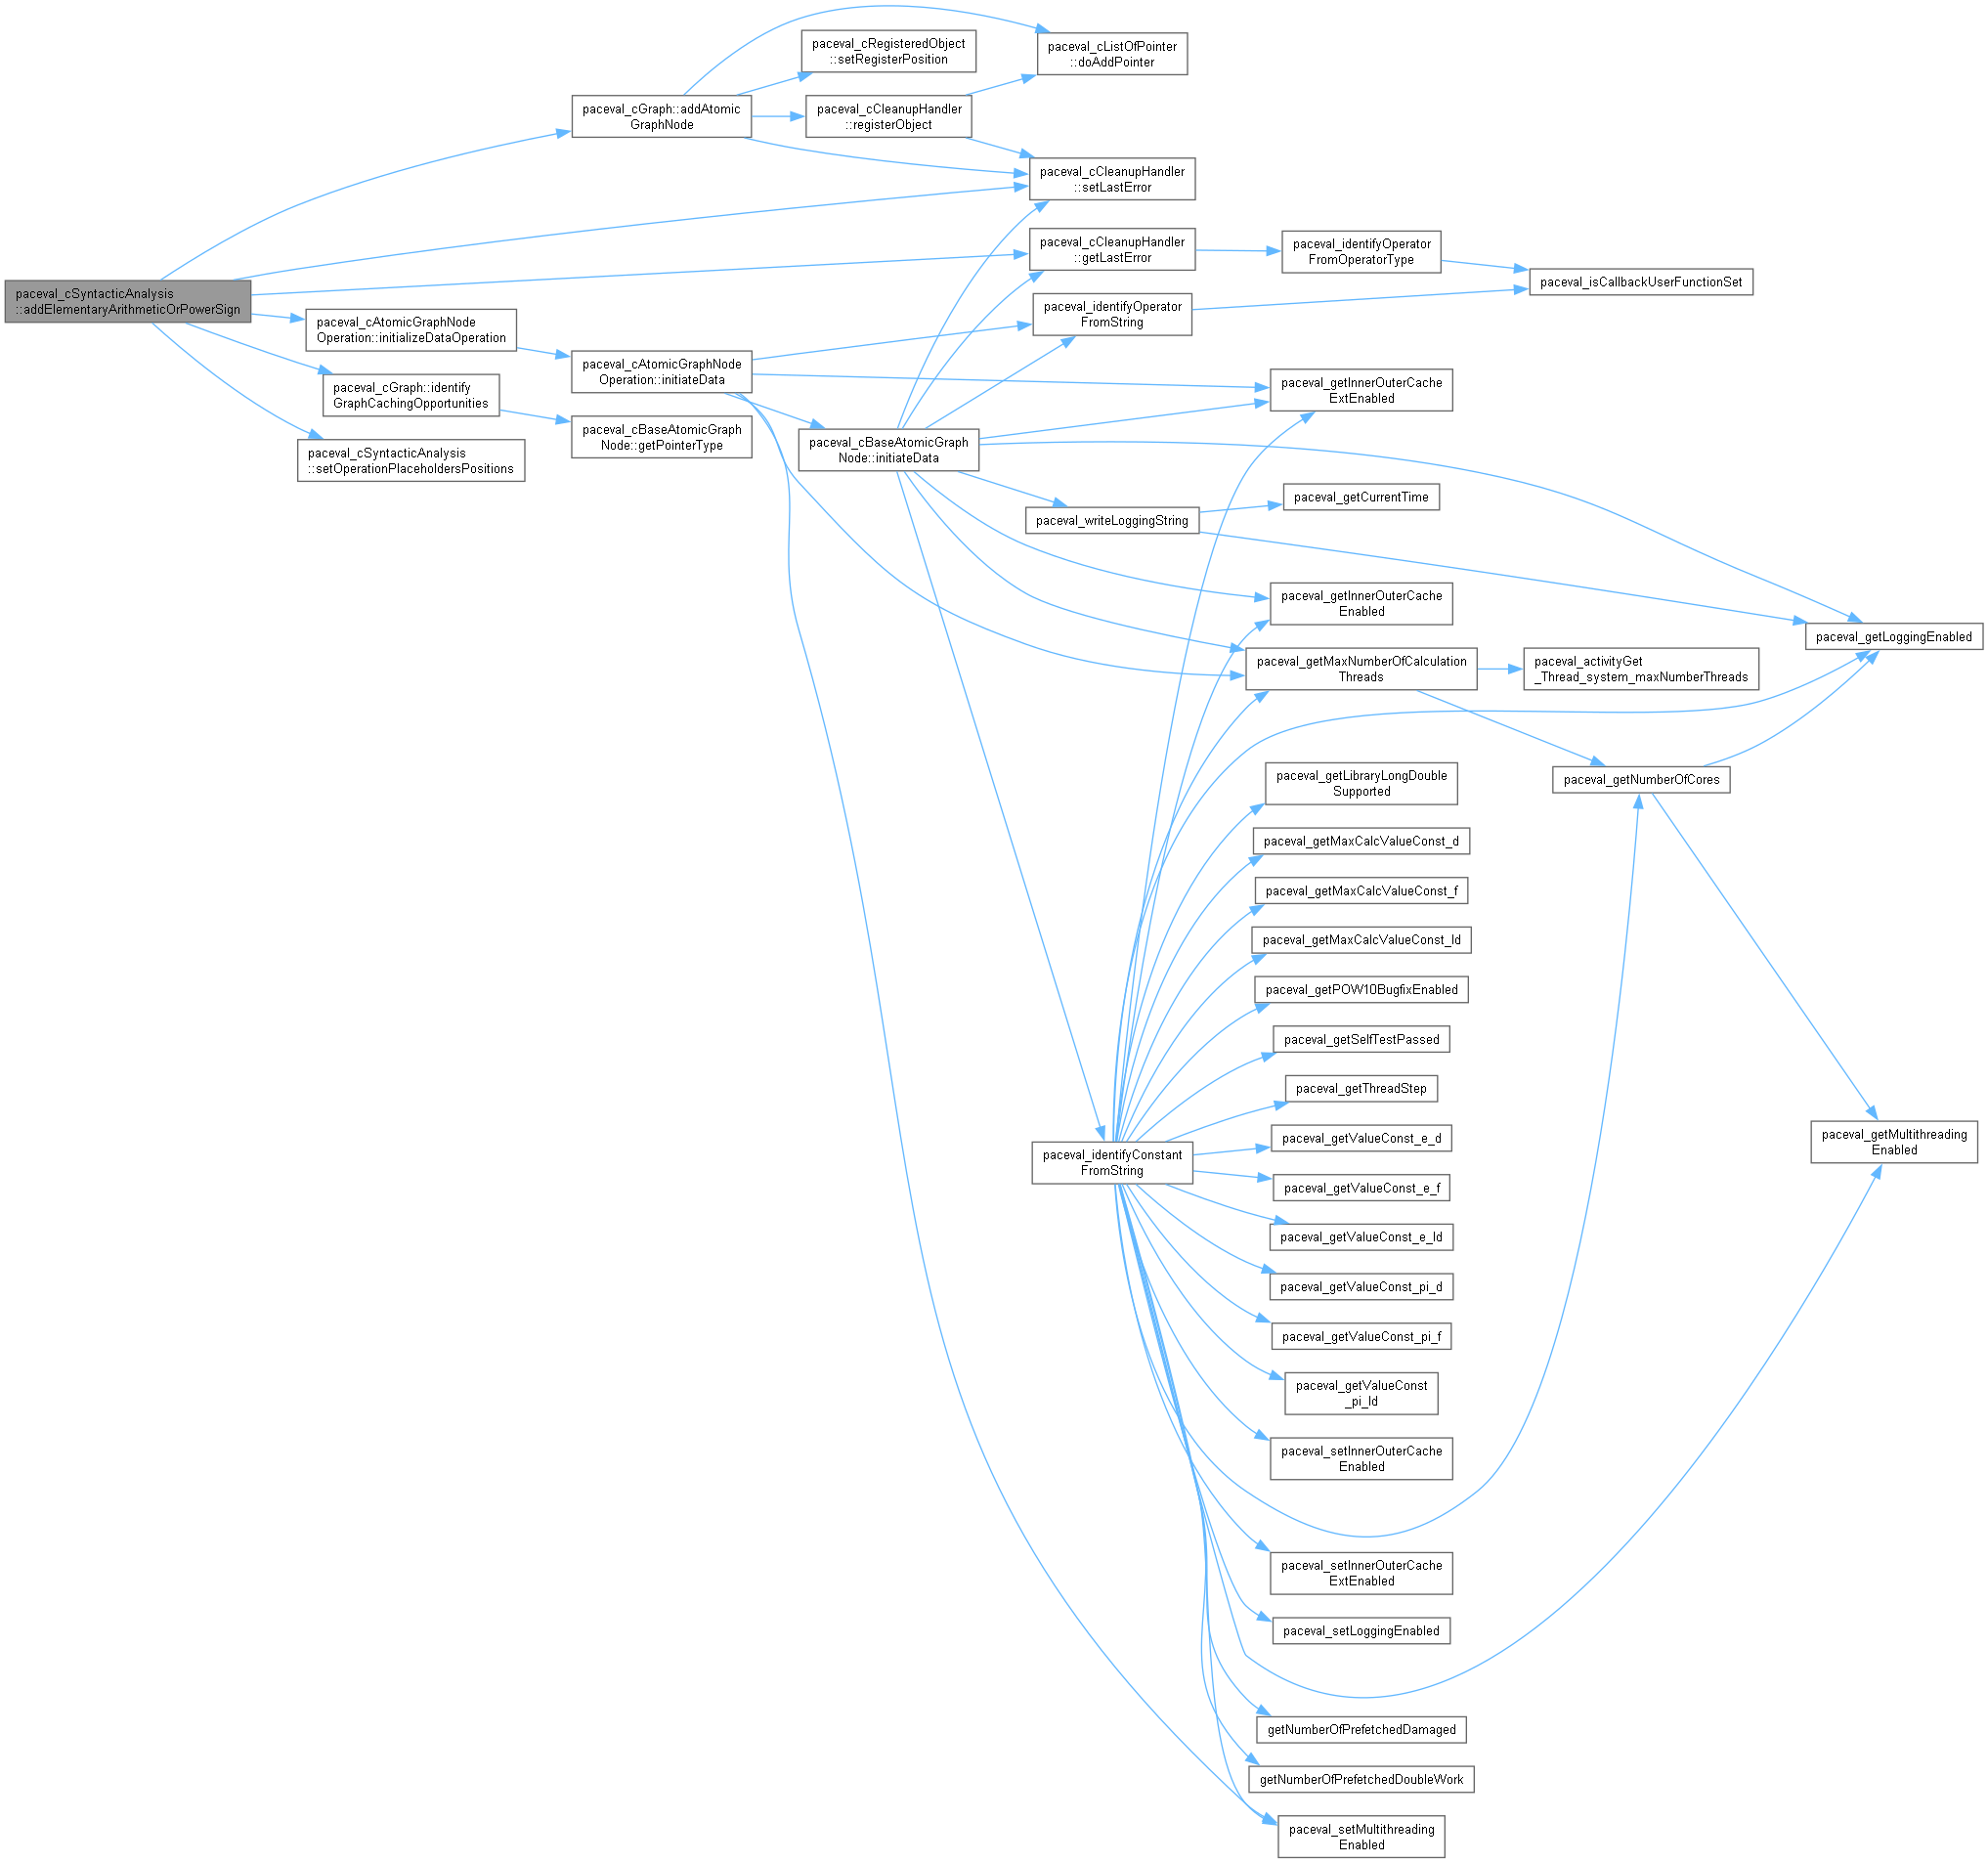 paceval_cSyntacticAnalysis
::addElementaryArithmeticOrPowerSign
paceval_cGraph::addAtomic
GraphNode
paceval_cRegisteredObject
::setRegisterPosition
paceval_cCleanupHandler
::registerObject
paceval_cListOfPointer
::doAddPointer
paceval_cCleanupHandler
::setLastError
paceval_cCleanupHandler
::getLastError
paceval_identifyOperator
FromOperatorType
paceval_isCallbackUserFunctionSet
paceval_cAtomicGraphNode
Operation::initializeDataOperation
paceval_cAtomicGraphNode
Operation::initiateData
paceval_identifyOperator
FromString
paceval_cGraph::identify
GraphCachingOpportunities
paceval_cBaseAtomicGraph
Node::getPointerType
paceval_cSyntacticAnalysis
::setOperationPlaceholdersPositions
paceval_cBaseAtomicGraph
Node::initiateData
paceval_getInnerOuterCache
ExtEnabled
paceval_writeLoggingString
paceval_getCurrentTime
paceval_getInnerOuterCache
Enabled
paceval_getLoggingEnabled
paceval_getMaxNumberOfCalculation
Threads
paceval_activityGet
_Thread_system_maxNumberThreads
paceval_getNumberOfCores
paceval_getLibraryLongDouble
Supported
paceval_getMaxCalcValueConst_d
paceval_getMaxCalcValueConst_f
paceval_getMaxCalcValueConst_ld
paceval_getPOW10BugfixEnabled
paceval_getSelfTestPassed
paceval_getThreadStep
paceval_identifyConstant
FromString
paceval_getValueConst_e_d
paceval_getMultithreading
Enabled
paceval_getValueConst_e_f
paceval_getValueConst_e_ld
paceval_getValueConst_pi_d
paceval_getValueConst_pi_f
paceval_getValueConst
_pi_ld
paceval_setInnerOuterCache
Enabled
paceval_setInnerOuterCache
ExtEnabled
paceval_setLoggingEnabled
getNumberOfPrefetchedDamaged
getNumberOfPrefetchedDoubleWork
paceval_setMultithreading
Enabled